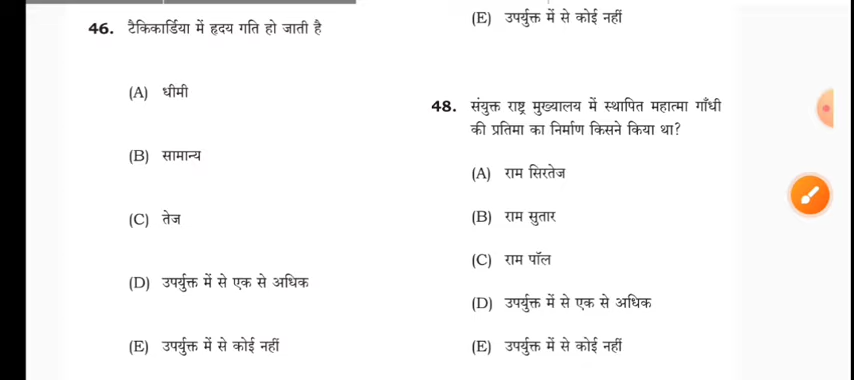 46. टैकिकार्डिया में हृदय गति हो जाती है
(A) धीमी
(B) सामान्य
(C) तेज
(D) उपर्युक्त में से एक से अधिक
(E) उपर्युक्त में से कोई नहीं
(E) उपर्युक्त में से कोई नहीं
48. संयुक्त राष्ट्र मुख्यालय में स्थापित महात्मा गाँधी
की प्रतिमा का निर्माण किसने किया था?
(A) राम सिरतेज
(B) राम सुतार
(C) राम पॉल
(D) उपर्युक्त में से एक से अधिक
(E) उपर्युक्त में से कोई नहीं